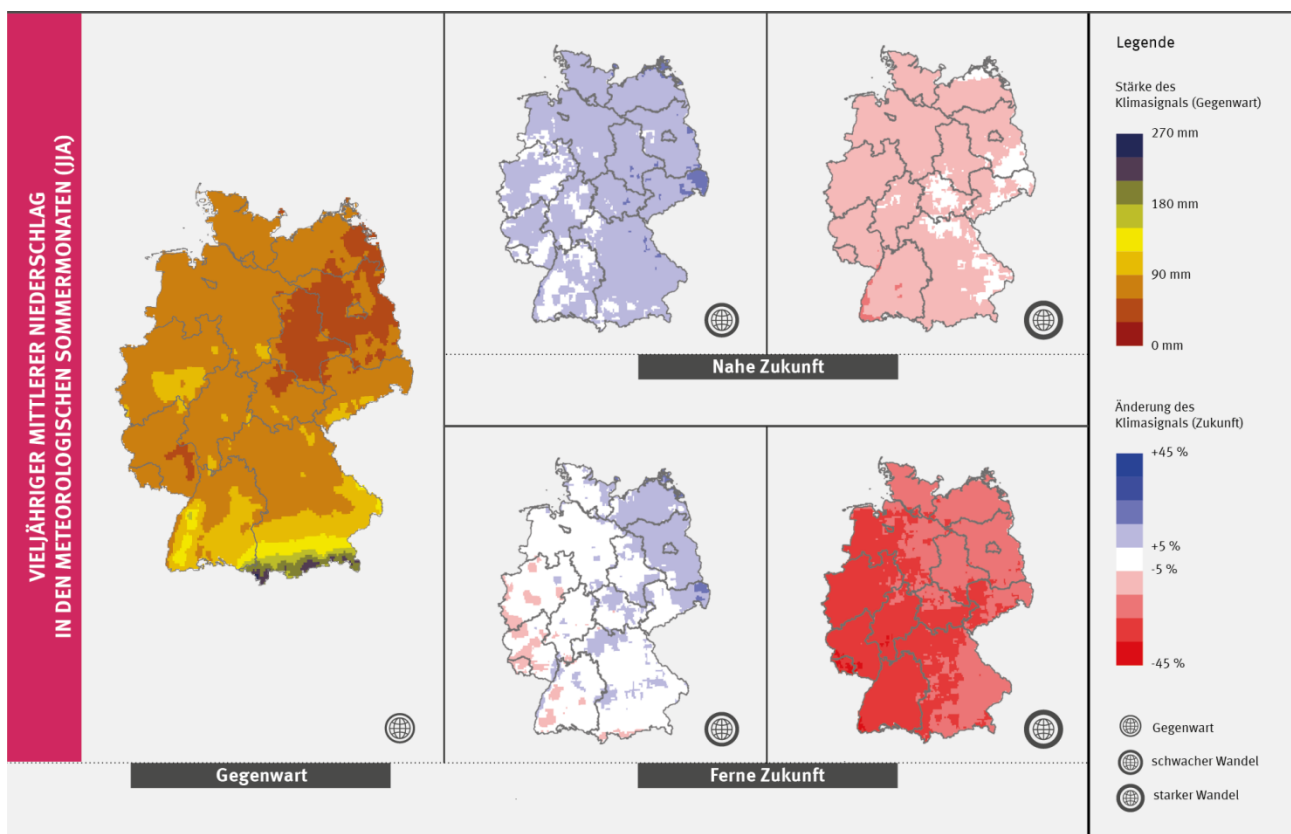 VIELJÄHRIGER MITTLERER NIEDERSCHLAG
IN DEN METEOROLOGISCHEN SOMMERMONATEN (JJA)
Gegenwart
Nahe Zukunft
Ferne Zukunft
Legende
Stärke des
Klimasignals (Gegenwart)
270 mm
180 mm
90 mm
0 mm
Änderung des
Klimasignals (Zukunft)
+45 %
+5 %
-5 %
-45 %
Gegenwart
schwacher Wandel
starker Wandel